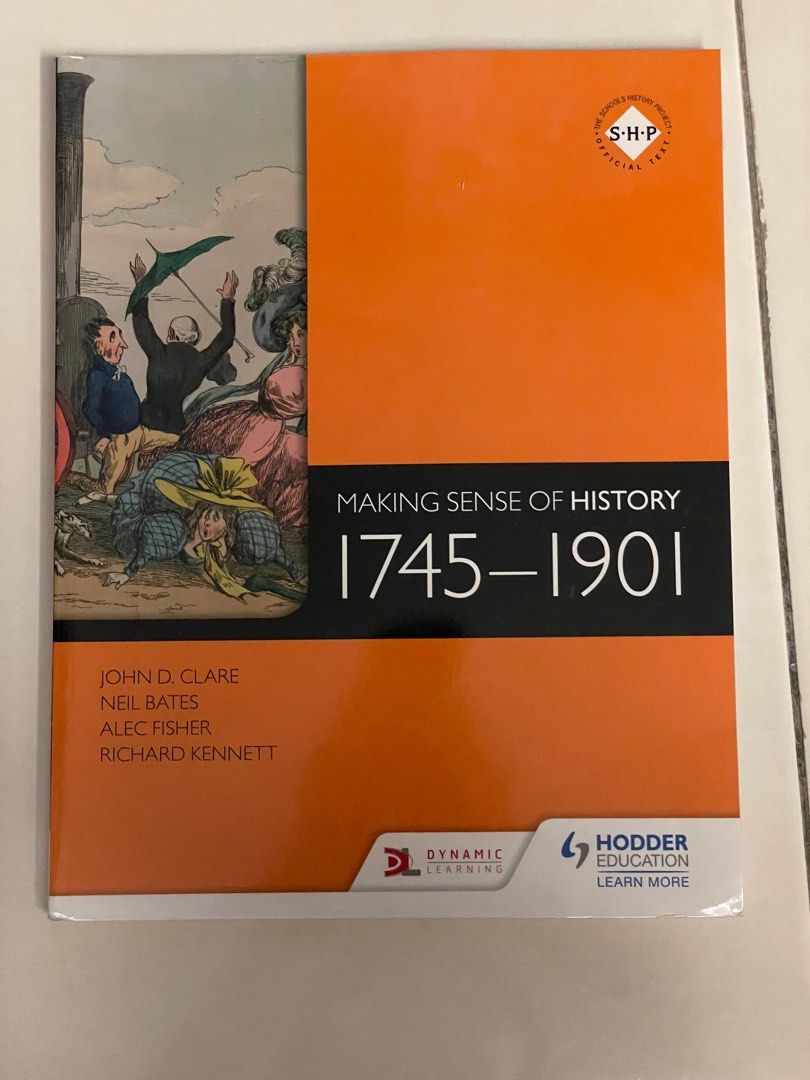 THE SCHOOLS HISTORY PROJECT
S·H·P
OFFICIAL TEXT
MAKING SENSE OF HISTORY
1745–1901
JOHN D. CLARE
NEIL BATES
ALEC FISHER
RICHARD KENNETT
DL DYNAMIC
LEARNING
HODDER
EDUCATION
LEARN MORE